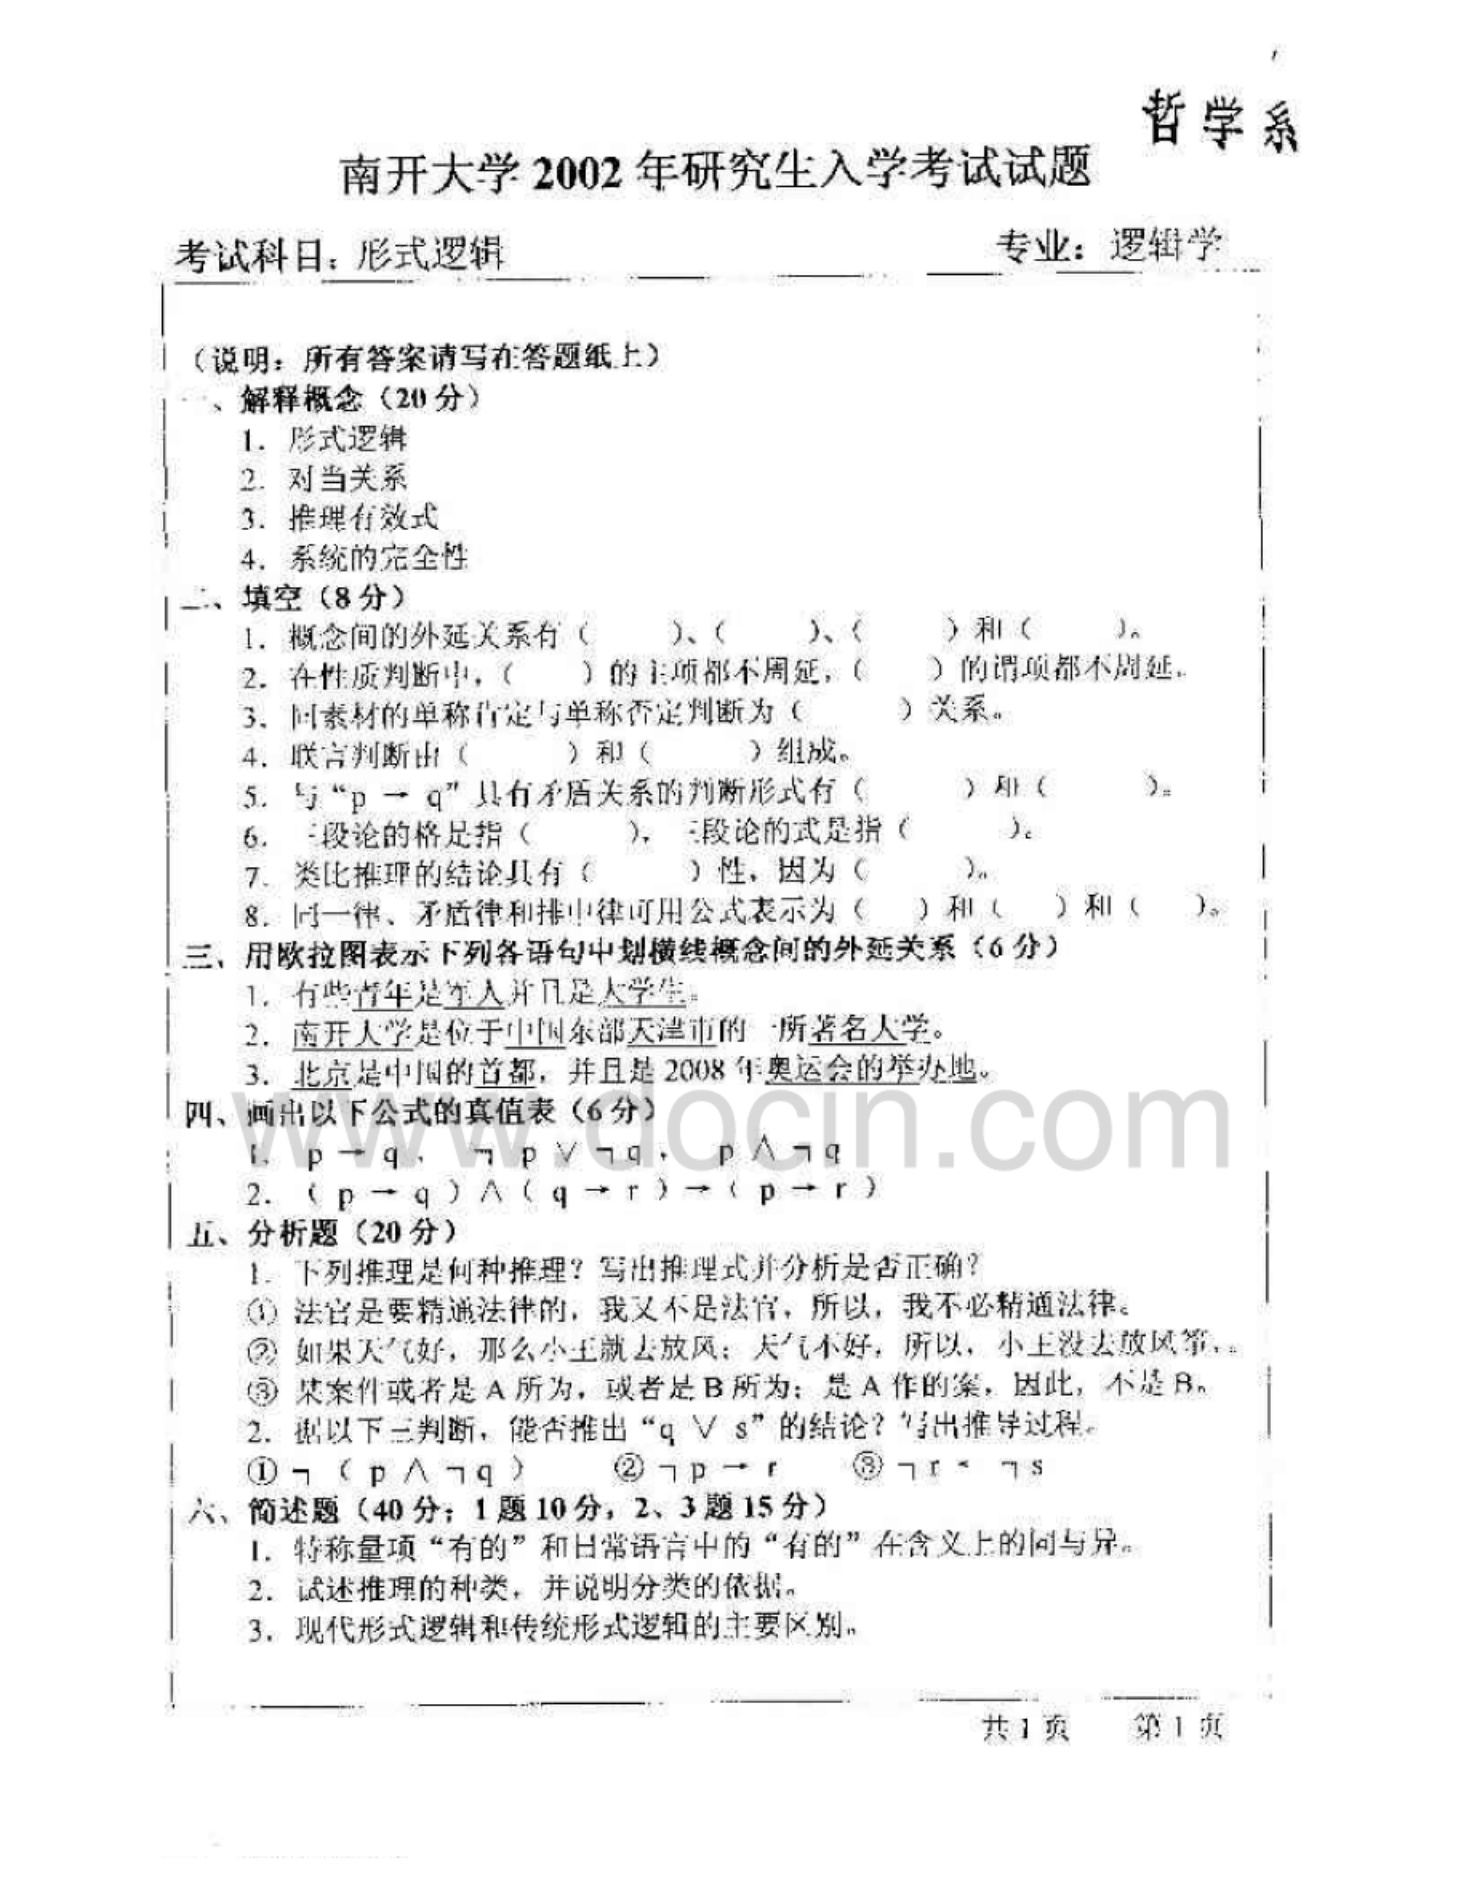 哲学系
南开大学2002年研究生入学考试试题
考试科目：形式逻辑 专业：逻辑学
（说明：所有答案请写在答题纸上）
一、解释概念（20分）
1. 形式逻辑
2. 对当关系
3. 推理有效式
4. 系统的完全性
二、填空（8分）
1. 概念间的外延关系有（ ）、（ ）、（ ）和（ ）。
2. 在性质判断中，（ ）的主项都不周延，（ ）的谓项都不周延。
3. 同素材的单称肯定与单称否定判断为（ ）关系。
4. 联言判断由（ ）和（ ）组成。
5. 与“p → q”具有矛盾关系的判断形式有（ ）和（ ）。
6. 三段论的格是指（ ），三段论的式是指（ ）。
7. 类比推理的结论具有（ ）性，因为（ ）。
8. 同一律、矛盾律和排中律可用公式表示为（ ）和（ ）和（ ）。
三、用欧拉图表示下列各语句中划横线概念间的外延关系（6分）
1. 有些青年是军人并且是大学生。
2. 南开大学是位于中国东部天津市的一所著名大学。
3. 北京是中国的首都，并且是2008年奥运会的举办地。
四、画出以下公式的真值表（6分）
1. p → q， ¬ p ∨ ¬ q， p ∧ ¬ q
2. （p → q）∧（q → r）→（p → r）
五、分析题（20分）
1. 下列推理是何种推理？写出推理式并分析是否正确？
① 法官是要精通法律的，我又不是法官，所以，我不必精通法律。
② 如果天气好，那么小王就去放风；天气不好，所以，小王没去放风筝。。
③ 某案件或者是A所为，或者是B所为；是A作的案，因此，不是B。
2. 据以下三判断，能否推出“q ∨ s”的结论？写出推导过程。
① ¬（p ∧ ¬ q） ② ¬ p → r ③ ¬ r ¬ s
六、简述题（40分；1题10分，2、3题15分）
1. 特称量项“有的”和日常语言中的“有的”在含义上的同与异。
2. 试述推理的种类，并说明分类的依据。
3. 现代形式逻辑和传统形式逻辑的主要区别。
共1页 第1页
www.docin.com